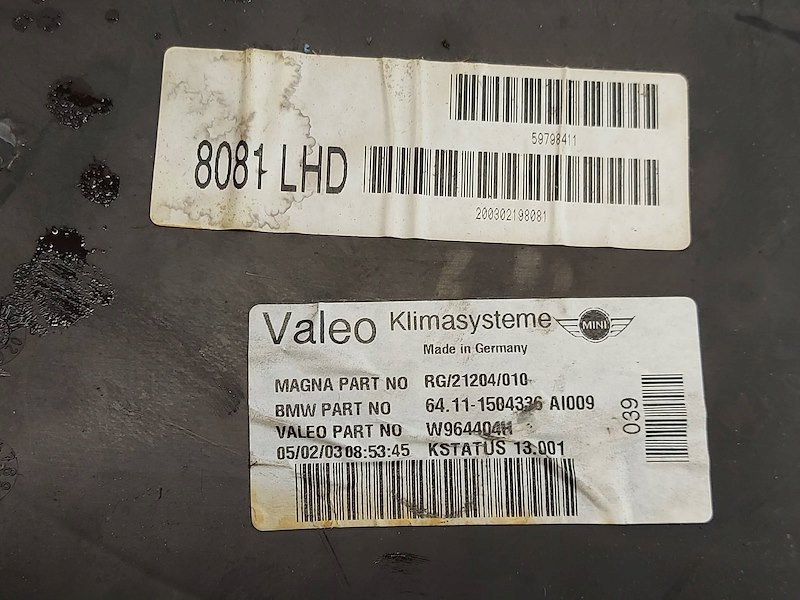 59798411
8081 LHD
200302198081
Valeo Klimasysteme MINI
Made in Germany
MAGNA PART NO RG/21204/010
BMW PART NO 64.11-1504336 AI009
VALEO PART NO W964404H
05/02/03 08:53:45 KSTATUS 13.001
039